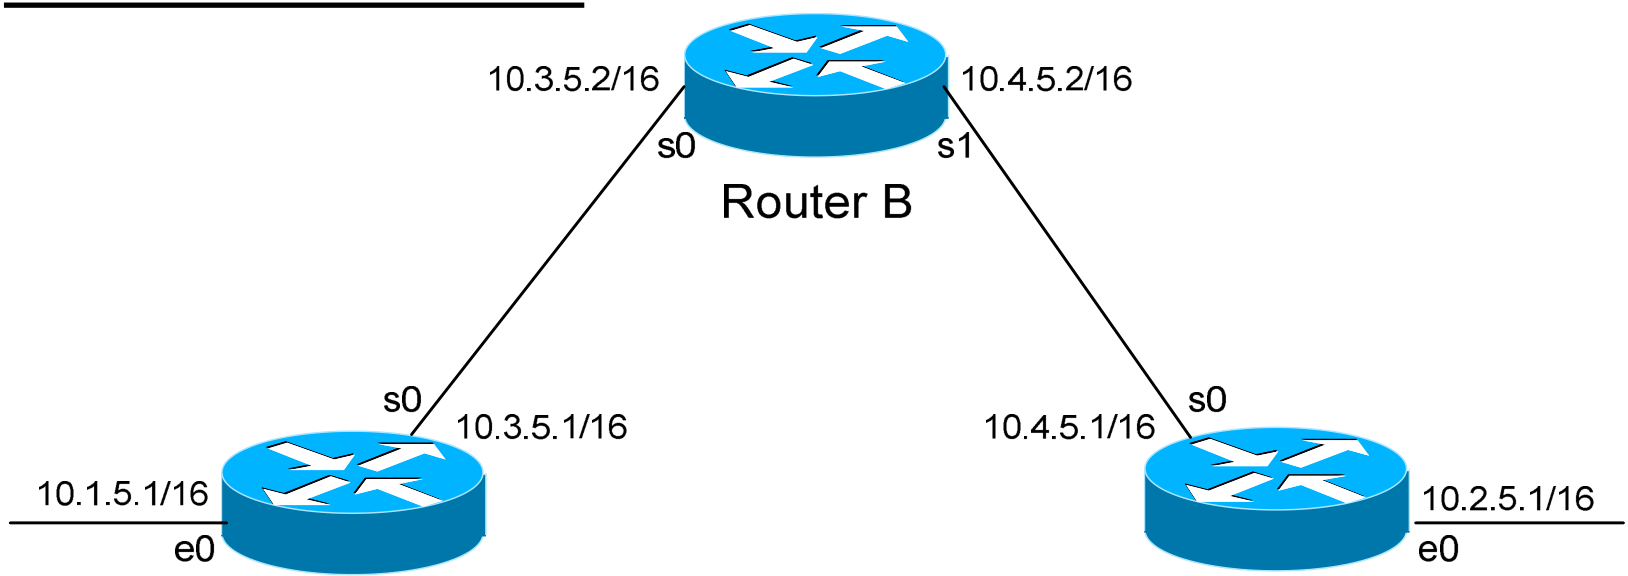 10.3.5.2/16
10.4.5.2/16
s0
s1
Router B
s0
s0
10.3.5.1/16
10.4.5.1/16
10.1.5.1/16
10.2.5.1/16
e0
e0